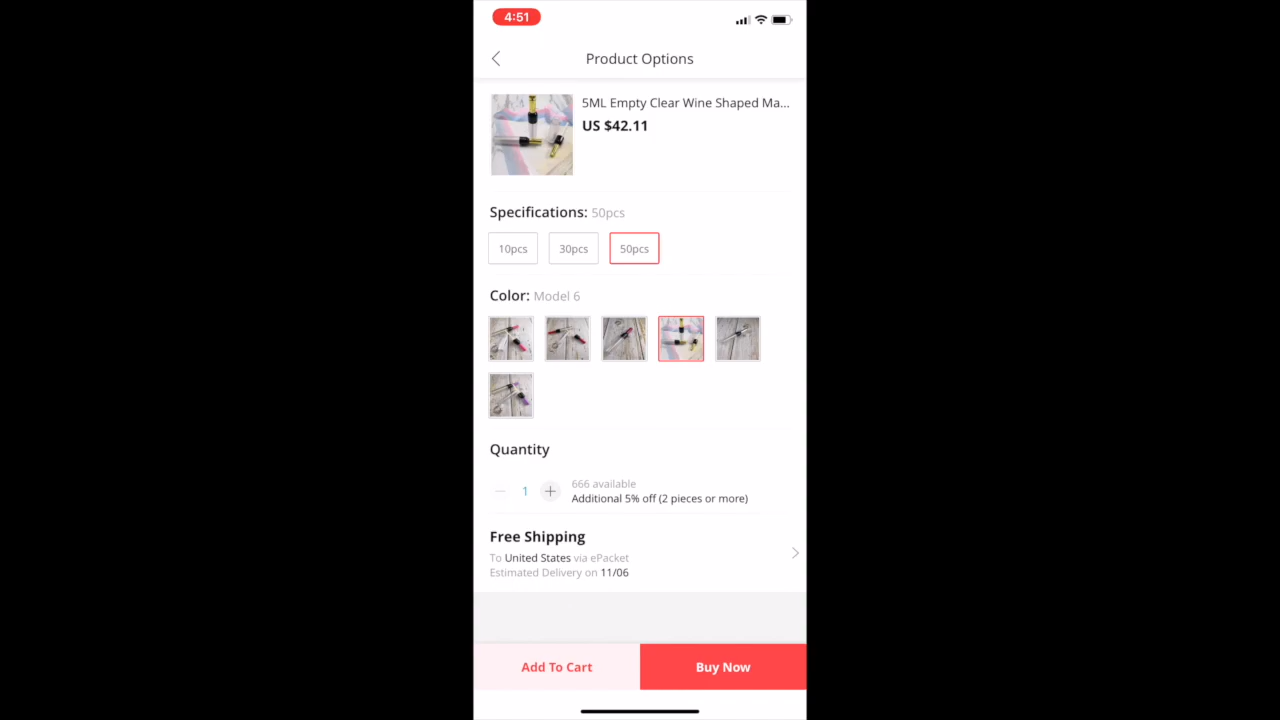 4:51
Product Options
5ML Empty Clear Wine Shaped Ma...
US $42.11
Specifications: 50pcs
10pcs 30pcs 50pcs
Color: Model 6
Quantity
1
666 available
Additional 5% off (2 pieces or more)
Free Shipping
To United States via ePacket
Estimated Delivery on 11/06
Add To Cart Buy Now